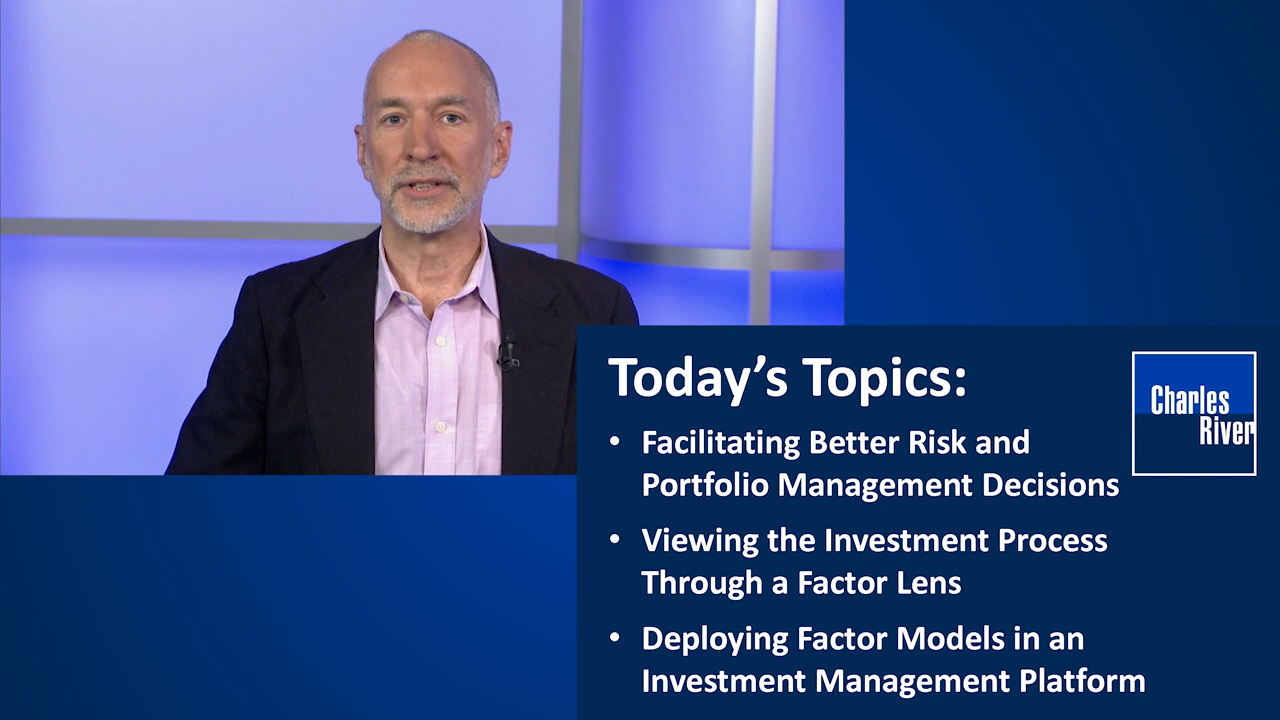 Today's Topics:
• Facilitating Better Risk and
Portfolio Management Decisions
• Viewing the Investment Process
Through a Factor Lens
• Deploying Factor Models in an
Investment Management Platform
Charles
River